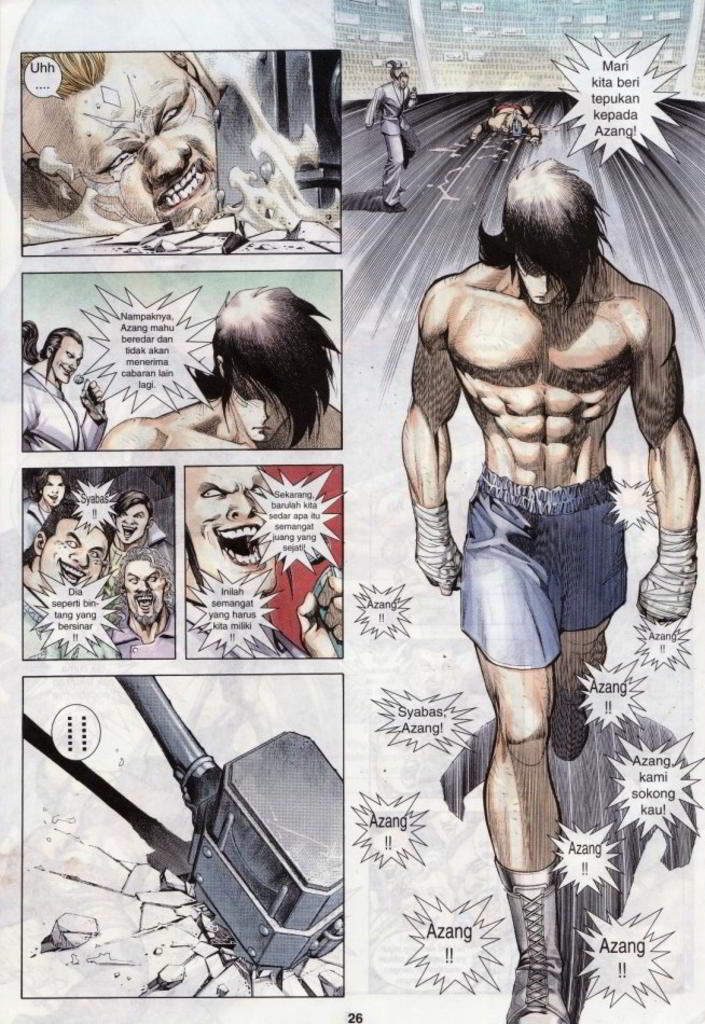 Uhh
....
Mari
kita beri
tepukan
kepada
Azang!
Nampaknya,
Azang mahu
beredar dan
tidak akan
menerima
cabaran lain
lagi.
Syabas
!!
Dia
seperti bin-
tang yang
bersinar
!!
Sekarang,
barulah kita
sedar apa itu
semangat
juang yang
sejati!
Inilah
semangat
yang harus
kita miliki
!!
Azang
!!
Azang
!!
Azang
!!
Syabas,
Azang!
Azang,
kami
sokong
kau!
Azang
!!
Azang
!!
Azang
!!
Azang
!!
26